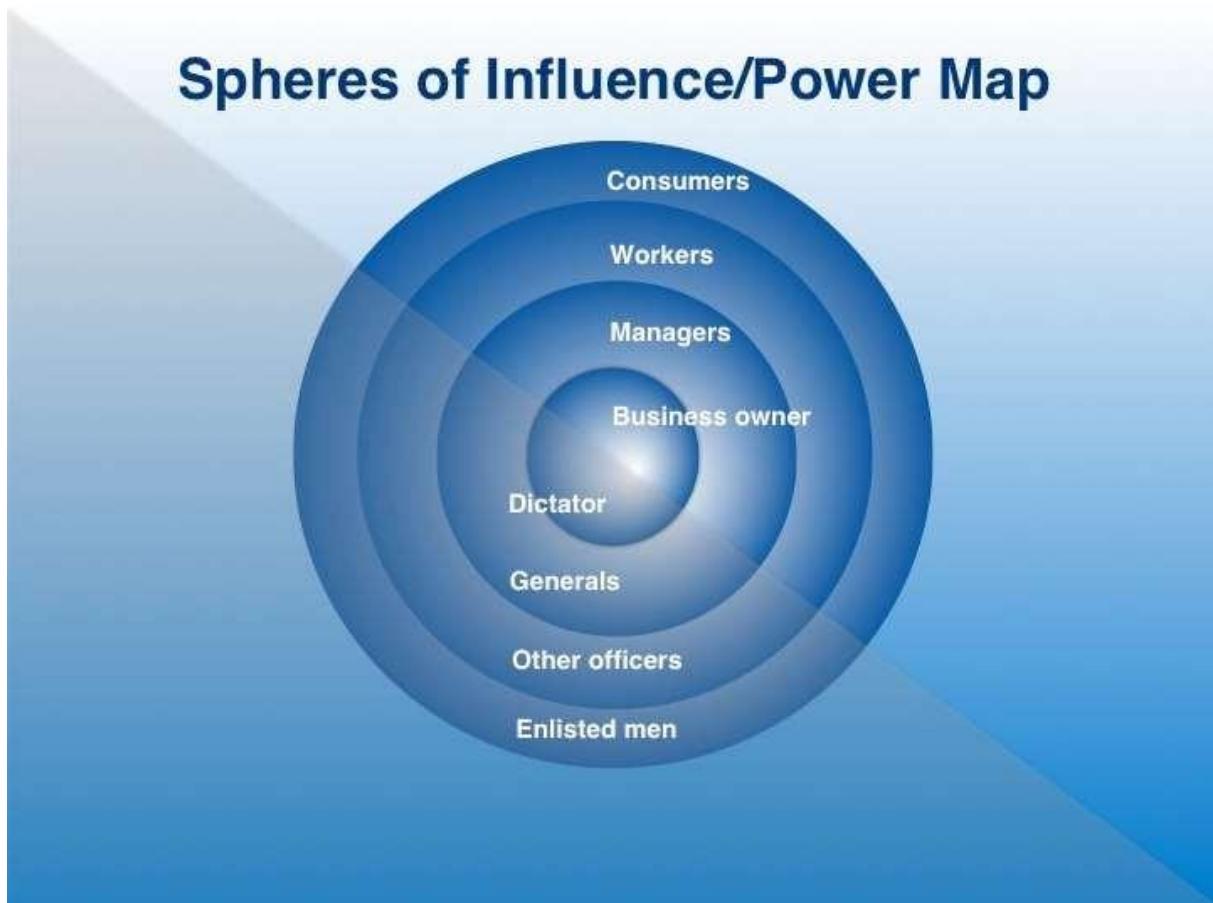 Spheres of Influence/Power Map
Consumers
Workers
Managers
Business owner
Dictator
Generals
Other officers
Enlisted men